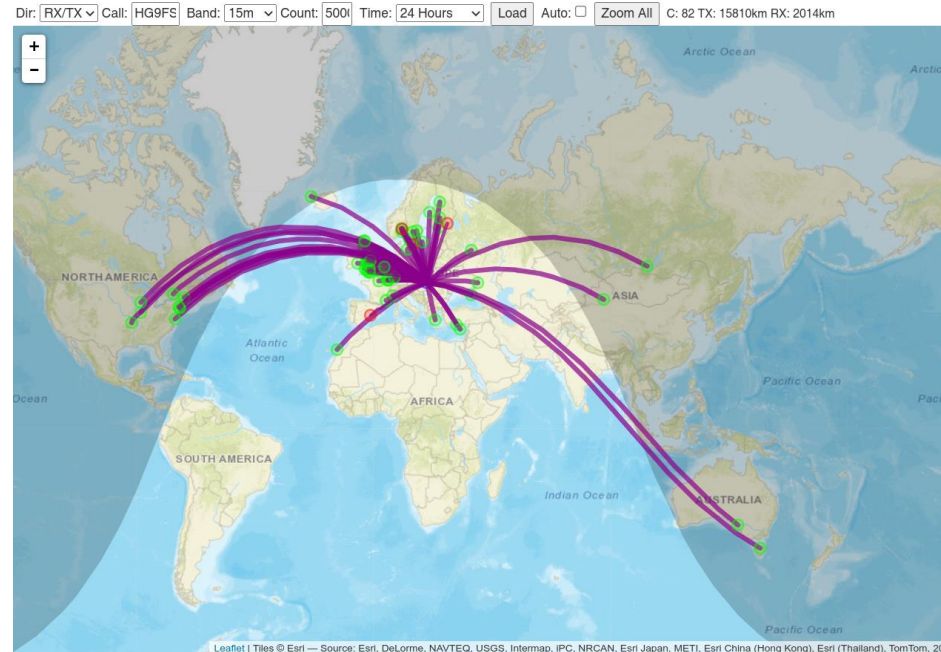 Dir: RX/TX Call: HG9FS Band: 15m Count: 500 Time: 24 Hours Load Auto: Zoom All C: 82 TX: 15810km RX: 2014km
+
−
Arctic Ocean
Arctic
NORTH AMERICA
ASIA
Atlantic
Ocean
Pacific Ocean
Ocean
Paci
AFRICA
SOUTH AMERICA
Indian Ocean
AUSTRALIA
Pacific Ocean
Leaflet | Tiles © Esri — Source: Esri, DeLorme, NAVTEQ, USGS, Intermap, iPC, NRCAN, Esri Japan, METI, Esri China (Hong Kong), Esri (Thailand), TomTom, 20